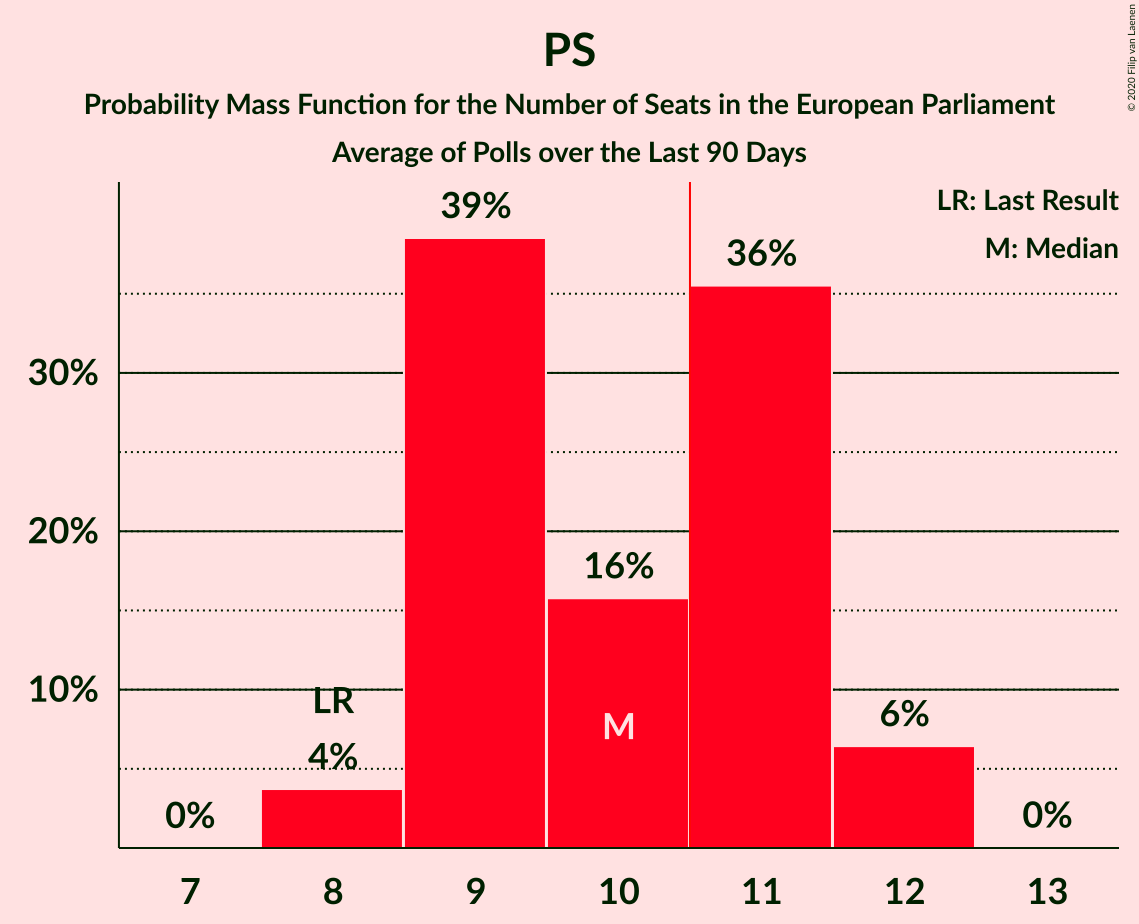 PS
Probability Mass Function for the Number of Seats in the European Parliament
Average of Polls over the Last 90 Days
© 2020 Filip van Laenen
LR: Last Result
M: Median
39%
36%
30%
20%
16%
10%
LR
M
6%
4%
0%
0%
7 8 9 10 11 12 13